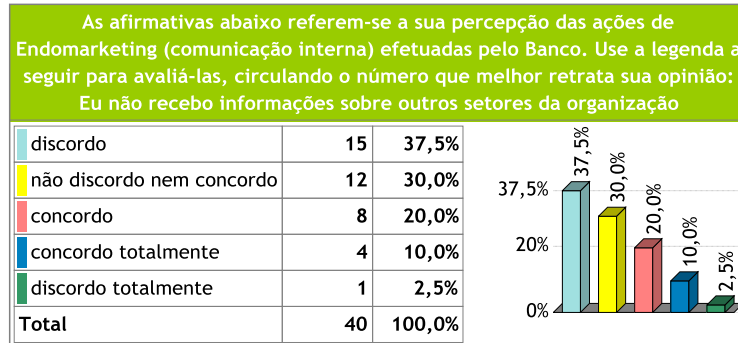 As afirmativas abaixo referem-se a sua percepção das ações de
Endomarketing (comunicação interna) efetuadas pelo Banco. Use a legenda a
seguir para avaliá-las, circulando o número que melhor retrata sua opinião:
Eu não recebo informações sobre outros setores da organização
discordo 15 37,5%
não discordo nem concordo 12 30,0%
concordo 8 20,0%
concordo totalmente 4 10,0%
discordo totalmente 1 2,5%
Total 40 100,0%
37,5%
20%
0%
37,5%
30,0%
20,0%
10,0%
2,5%